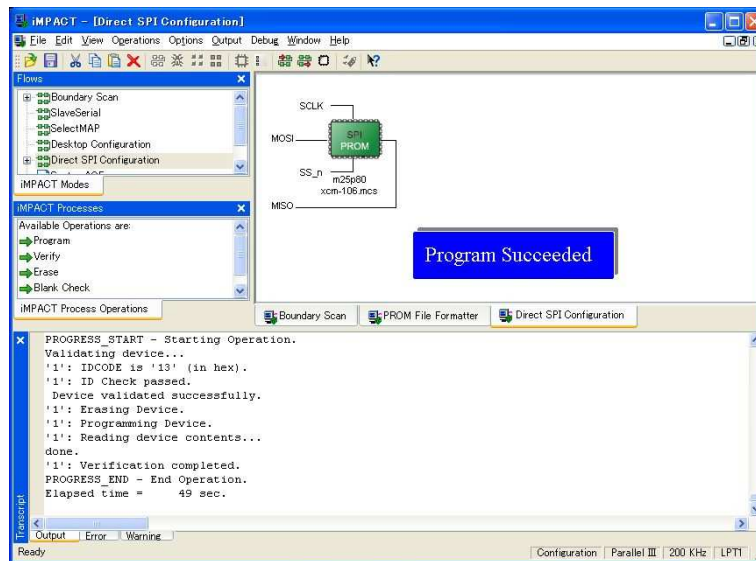 iMPACT - [Direct SPI Configuration]
File Edit View Operations Options Output Debug Window Help
Flows
Boundary Scan
SlaveSerial
SelectMAP
Desktop Configuration
Direct SPI Configuration
iMPACT Modes
iMPACT Processes
Available Operations are:
Program
Verify
Erase
Blank Check
iMPACT Process Operations
SCLK
MOSI
SPI
PROM
SS_n
m25p80
xcm-106.mcs
MISO
Program Succeeded
Boundary Scan
PROM File Formatter
Direct SPI Configuration
PROGRESS_START - Starting Operation.
Validating device...
'1': IDCODE is '13' (in hex).
'1': ID Check passed.
Device validated successfully.
'1': Erasing Device.
'1': Programming Device.
'1': Reading device contents...
done.
'1': Verification completed.
PROGRESS_END - End Operation.
Elapsed time = 49 sec.
Transcript
Output Error Warning
Ready
Configuration Parallel III 200 KHz LPT1